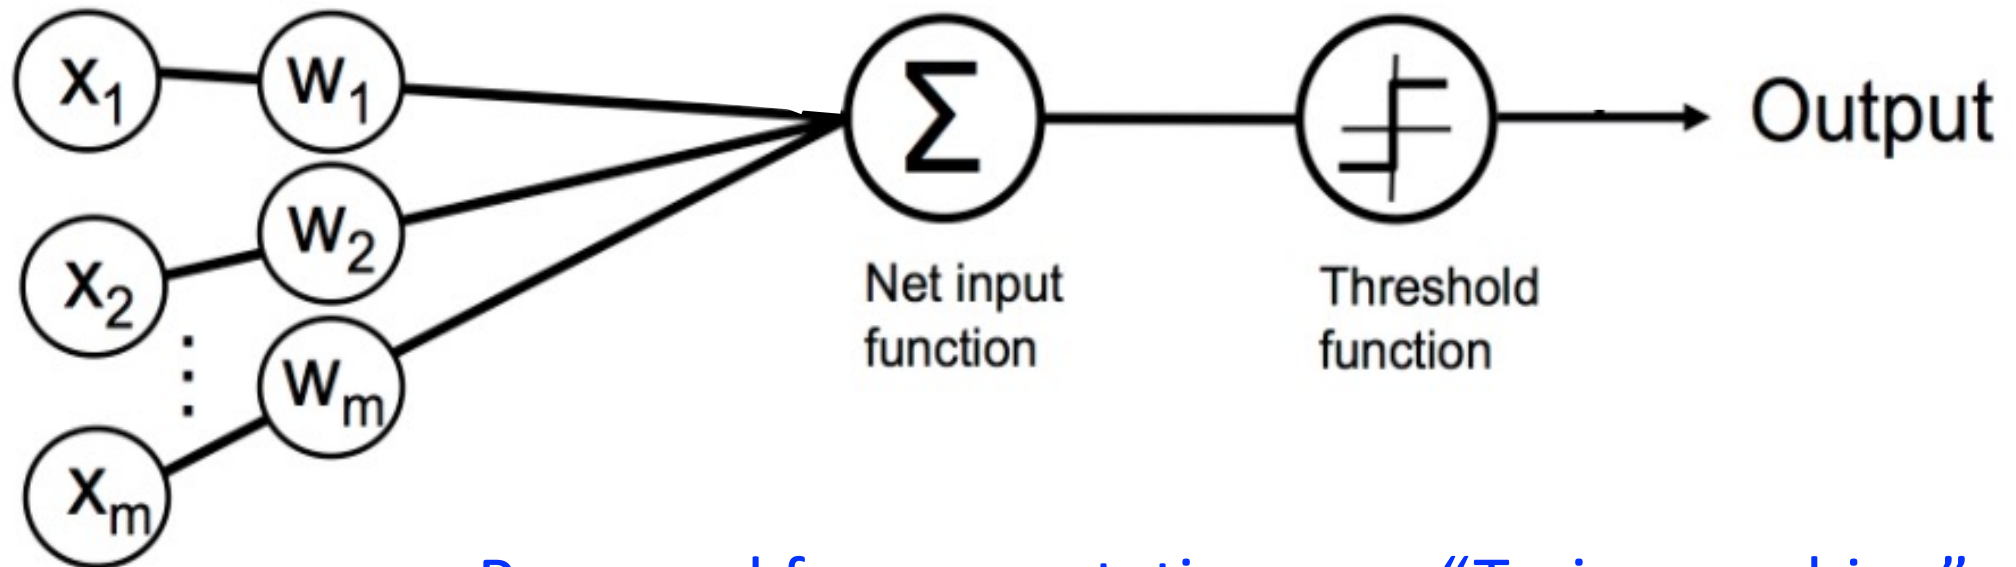 x1 w1
x2 w2
xm wm
Σ
Net input
function
Threshold
function
Output